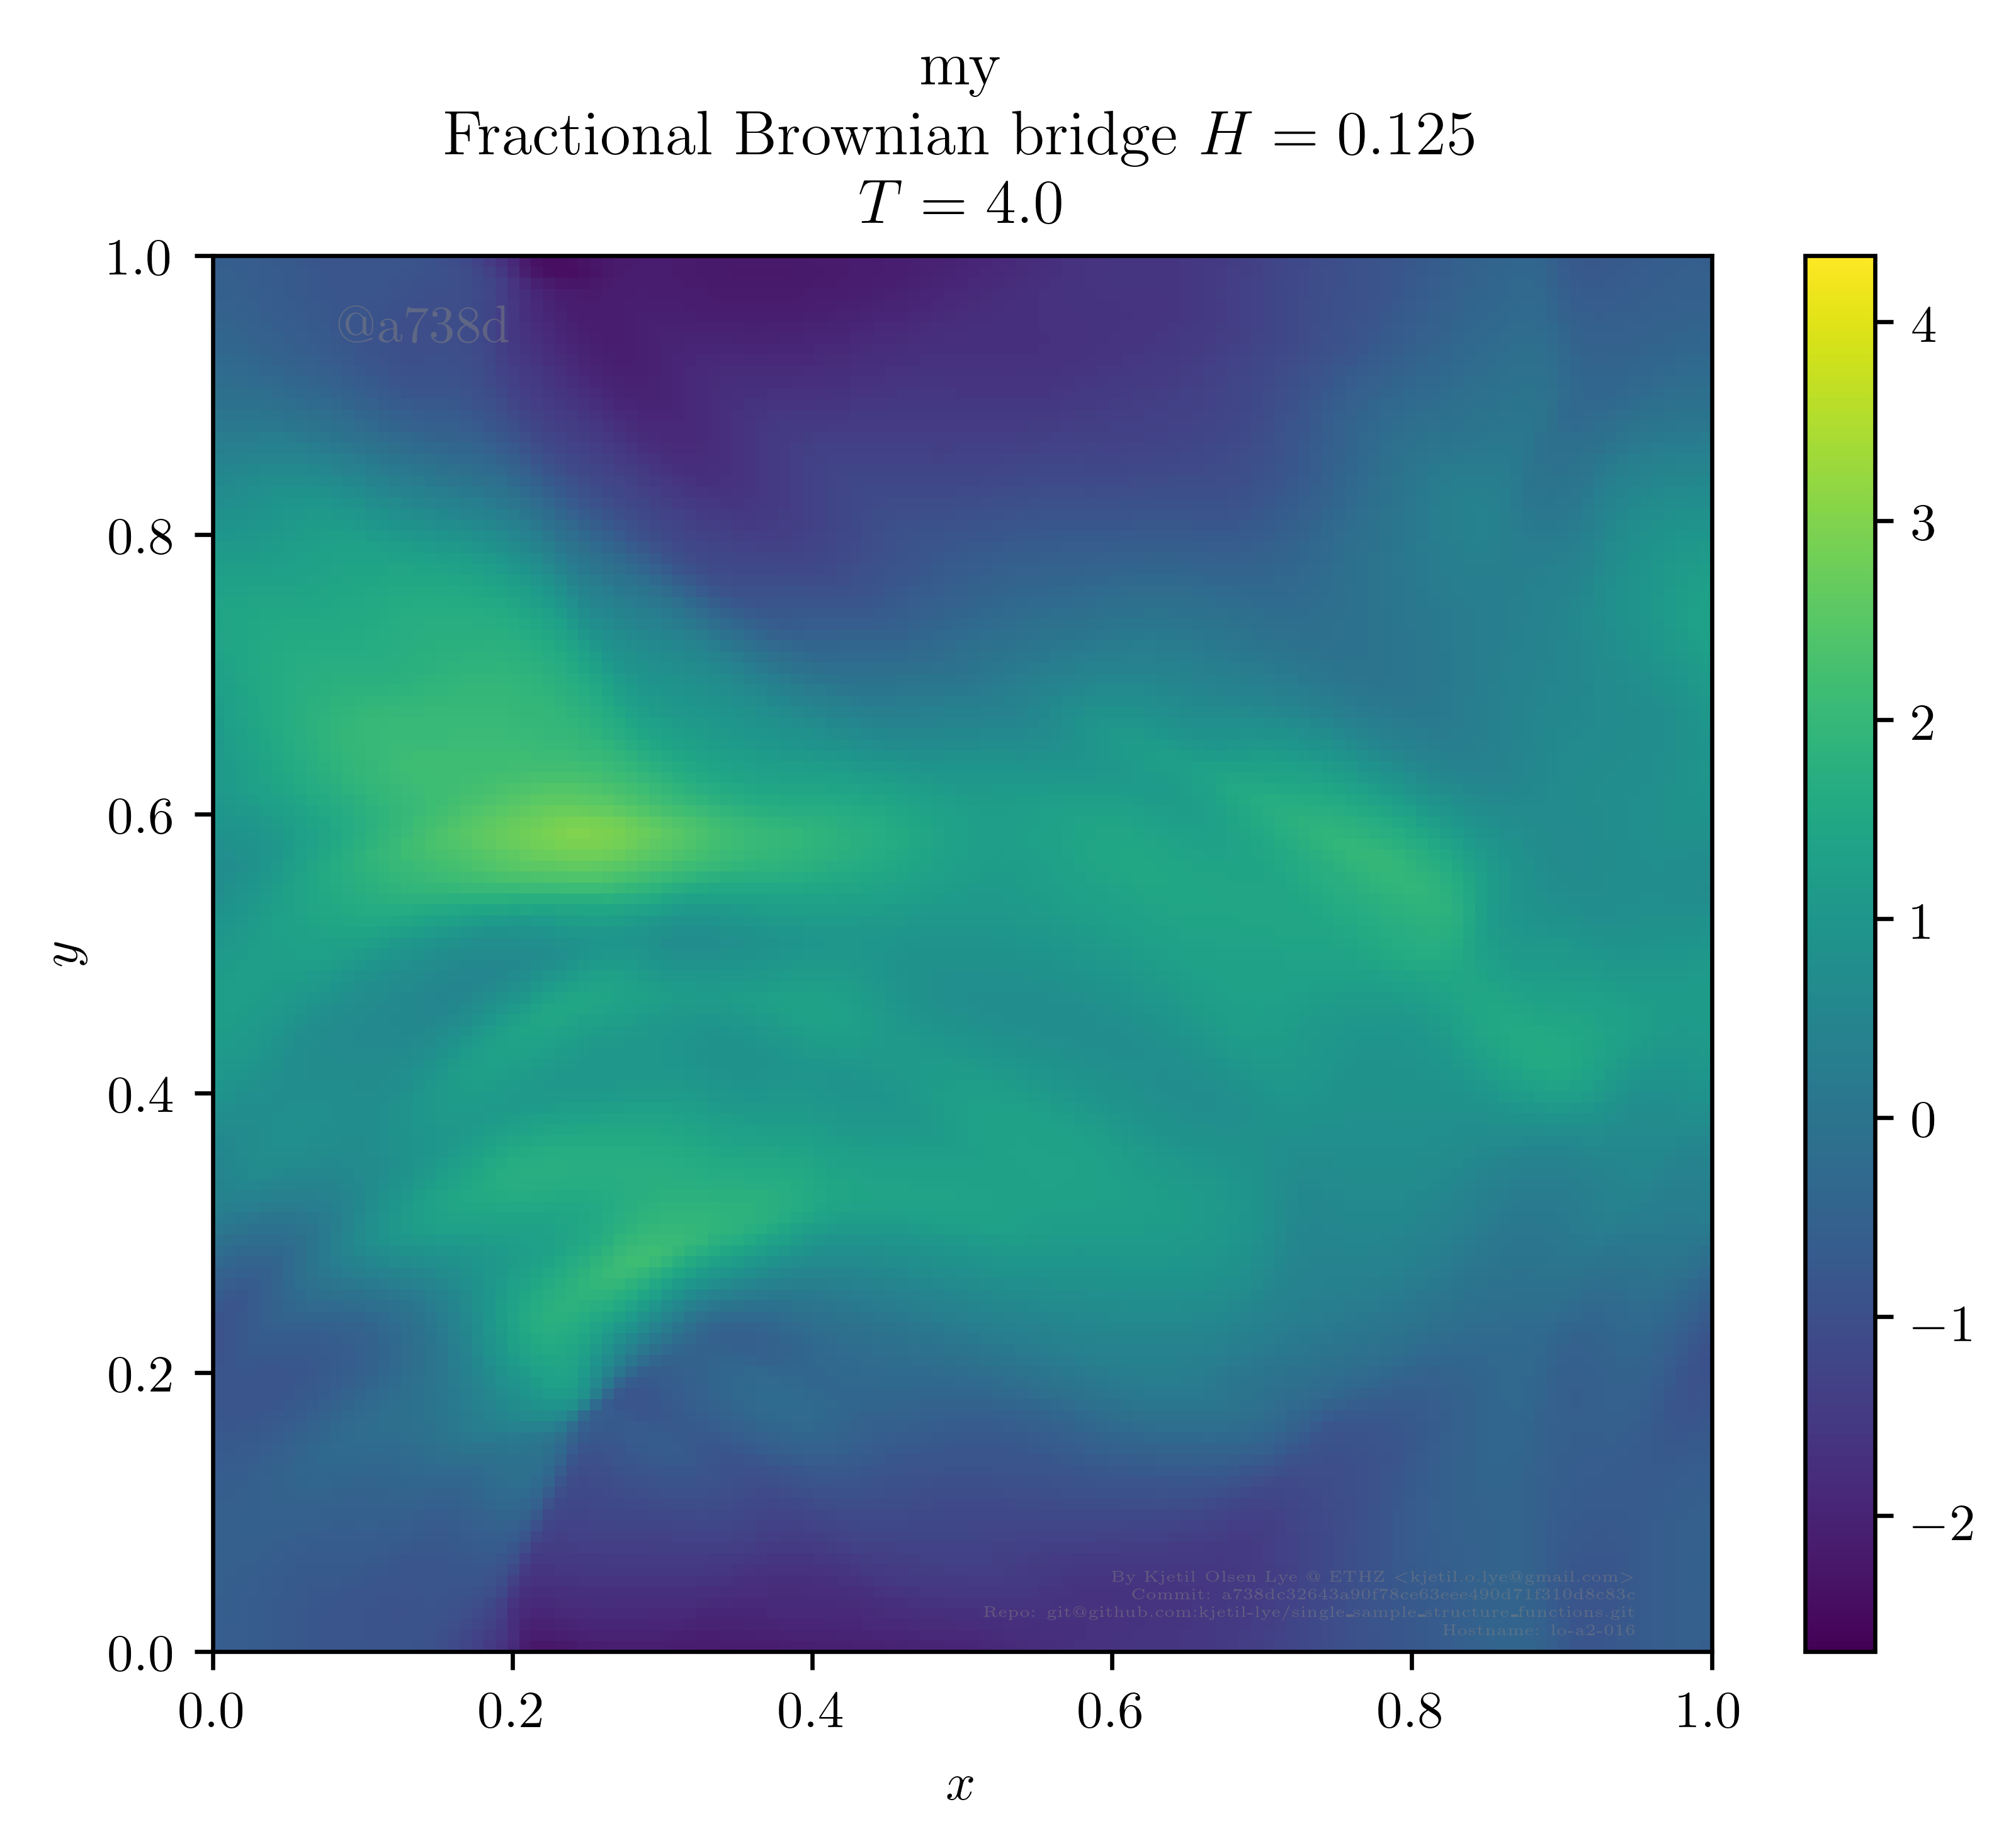 my
Fractional Brownian bridge H = 0.125
T = 4.0
1.0
0.8
0.6
0.4
0.2
0.0
y
0.0 0.2 0.4 0.6 0.8 1.0
x
4
3
2
1
0
−1
−2
@a738d
By Kjetil Olsen Lye @ ETHZ <kjetil.o.lye@gmail.com>
Commit: a738dc32643a90f78ce63eee490d71f310d8c83c
Repo: git@github.com:kjetil-lye/single_sample_structure_functions.git
Hostname: lo-a2-016